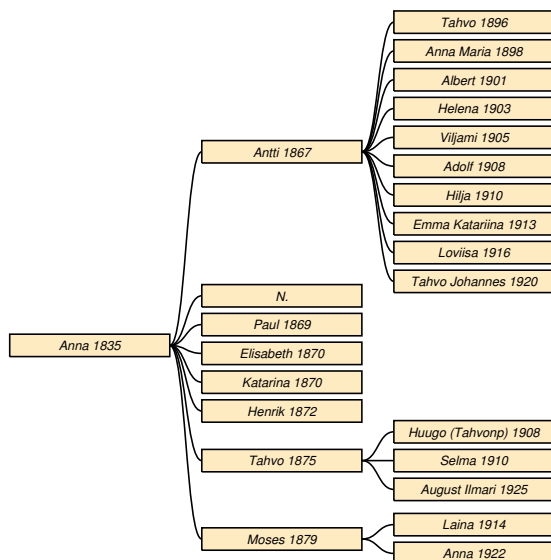 Tahvo 1896
Anna Maria 1898
Albert 1901
Helena 1903
Viljami 1905
Antti 1867
Adolf 1908
Hilja 1910
Emma Katariina 1913
Loviisa 1916
Tahvo Johannes 1920
N.
Paul 1869
Anna 1835
Elisabeth 1870
Katarina 1870
Henrik 1872
Huugo (Tahvonp) 1908
Tahvo 1875
Selma 1910
August Ilmari 1925
Laina 1914
Moses 1879
Anna 1922